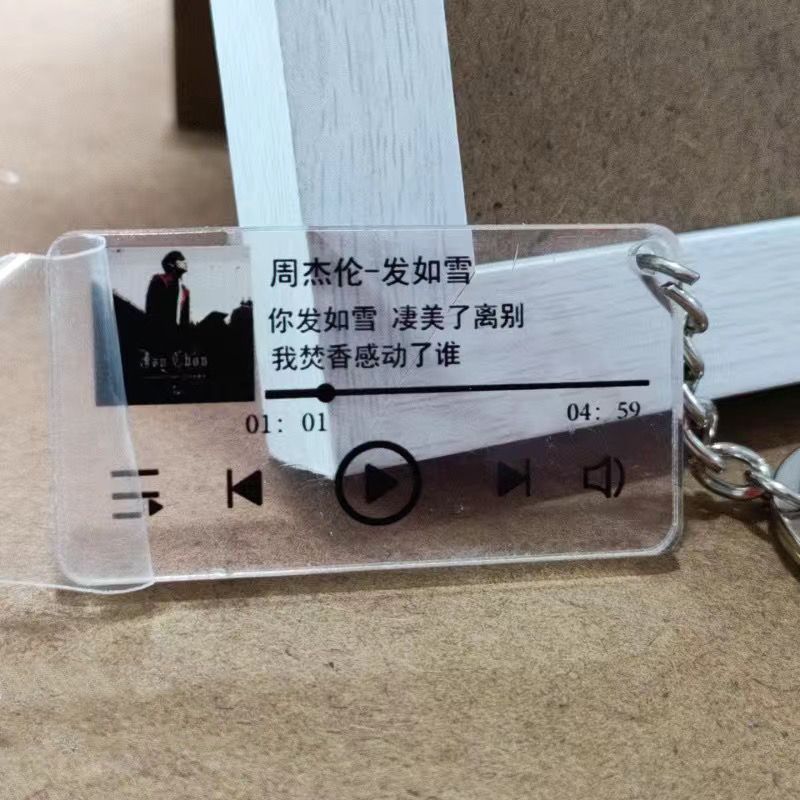 周杰伦-发如雪
你发如雪 凄美了离别
我焚香感动了谁
Jay Chou
01: 01
04: 59